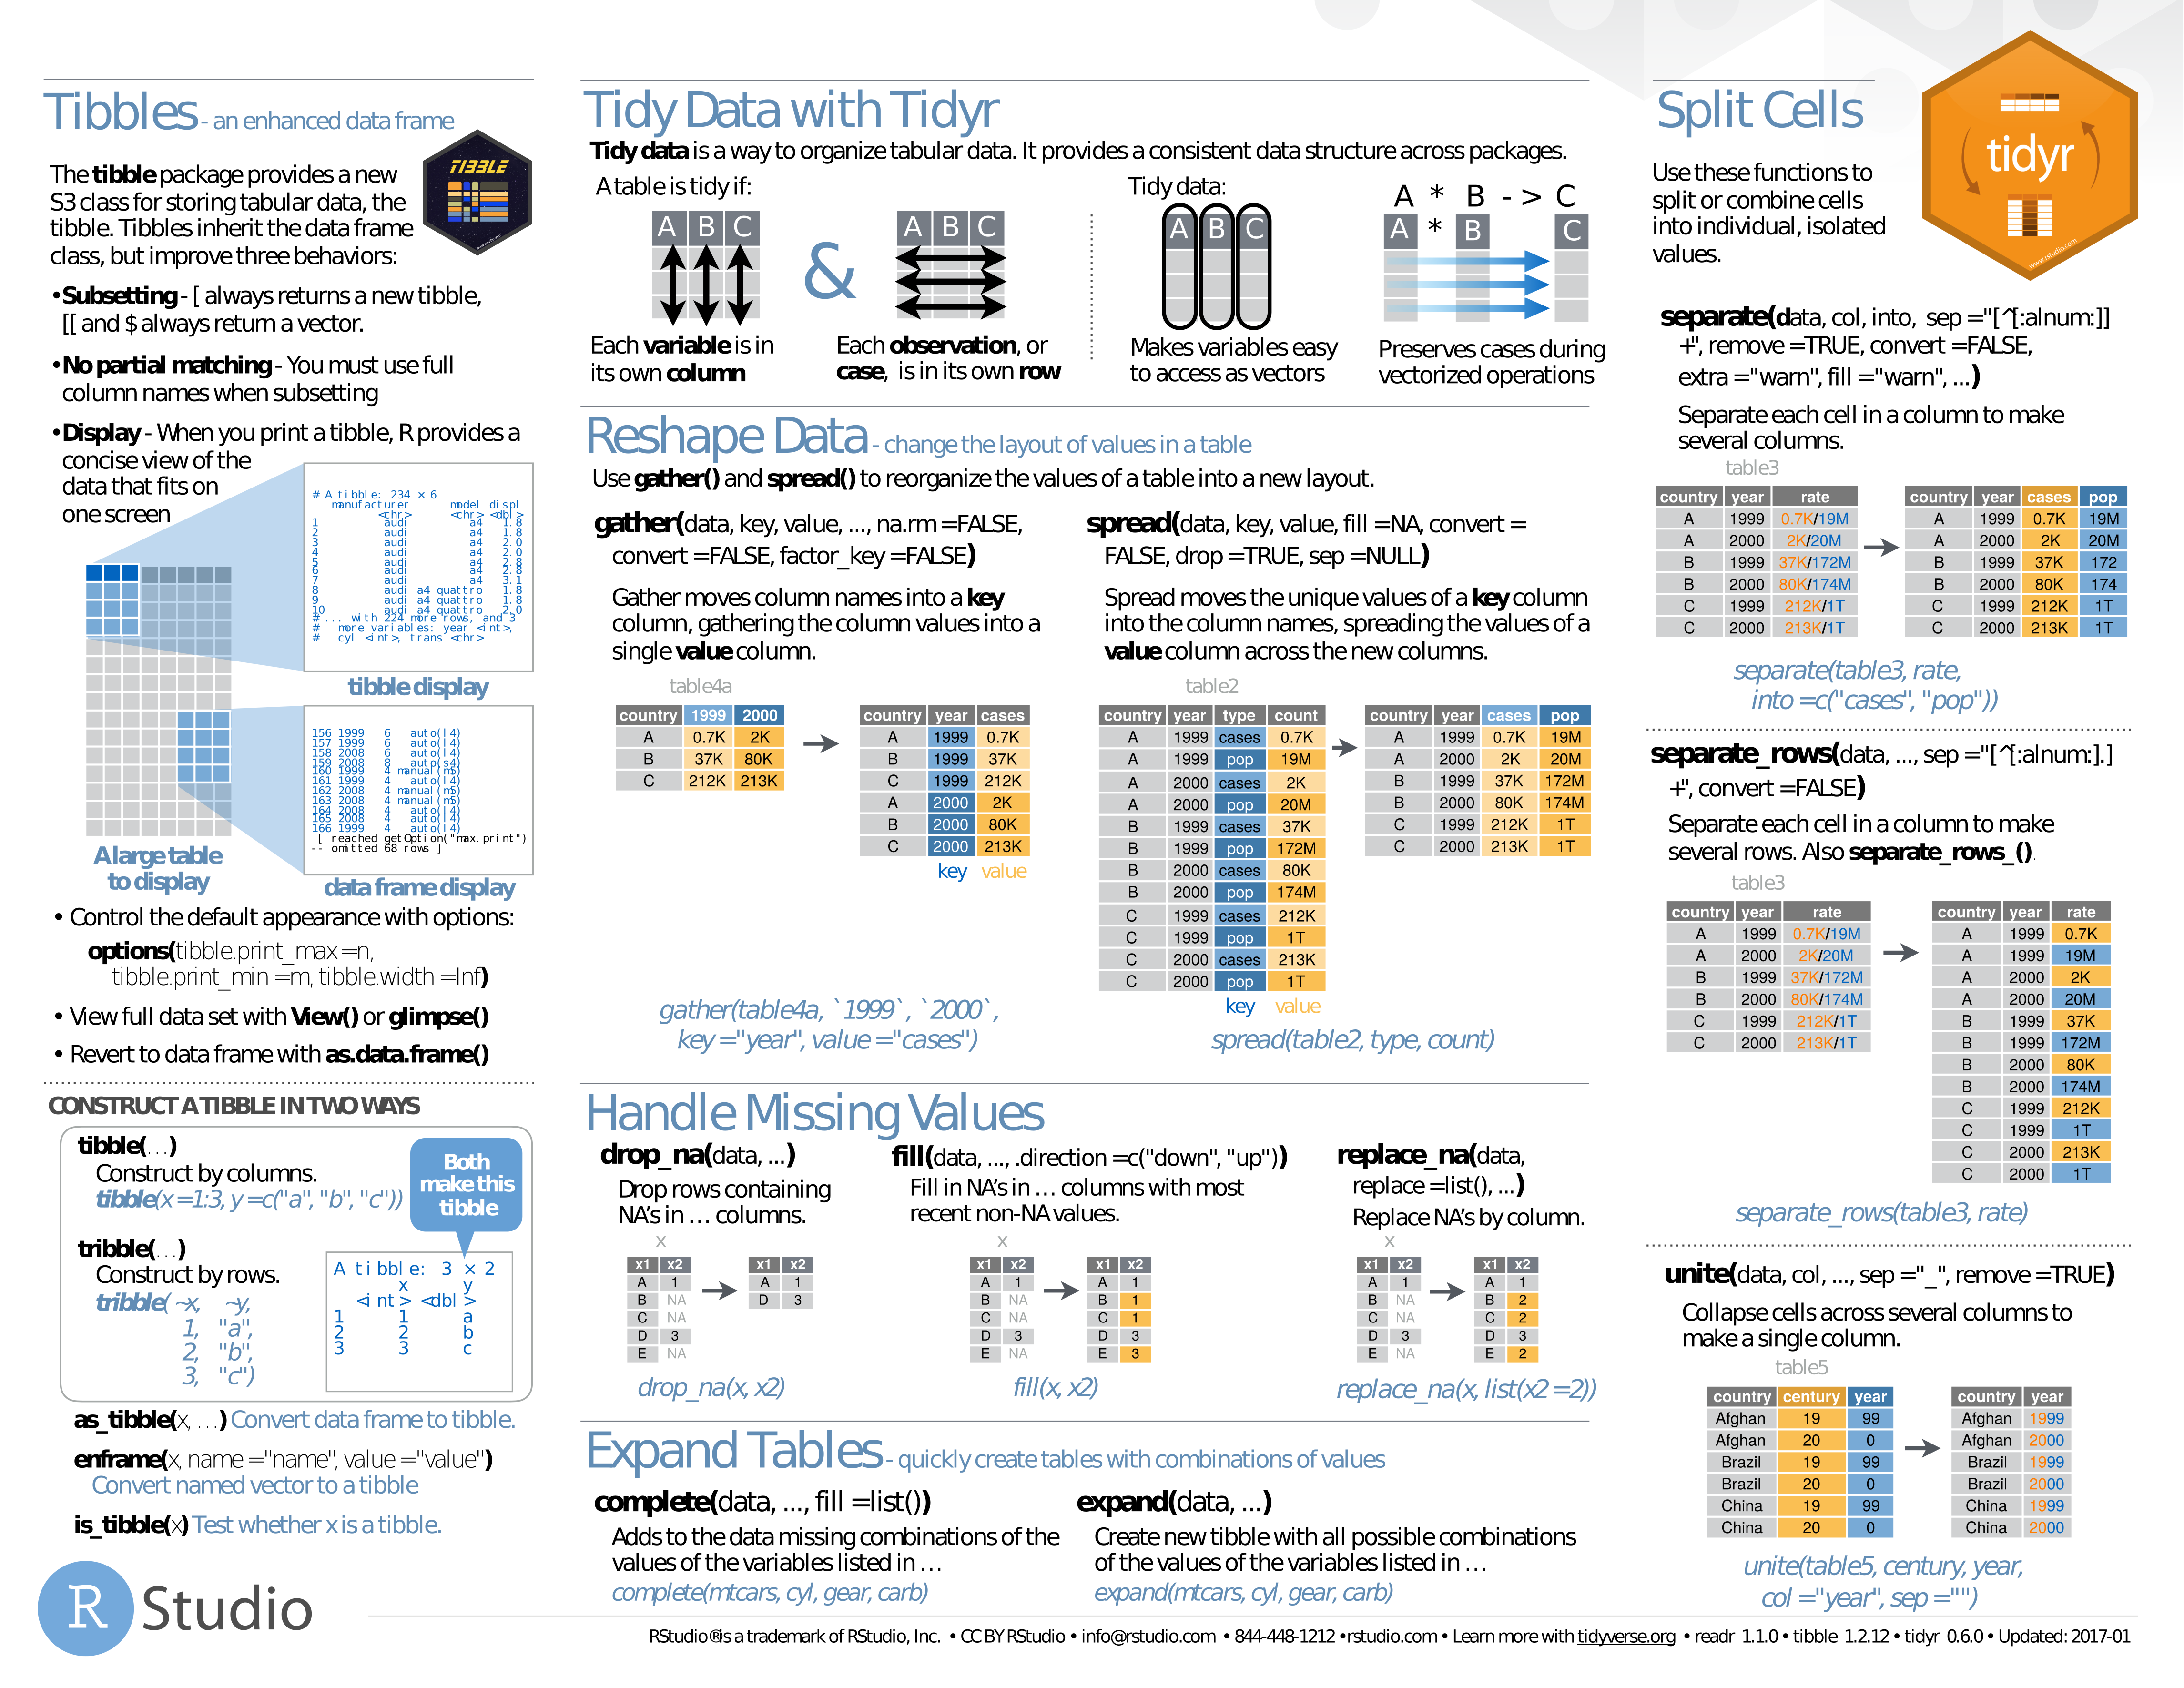 Tibbles - an enhanced data frame
TIBBLE
The tibble package provides a new
S3 class for storing tabular data, the
tibble. Tibbles inherit the data frame
class, but improve three behaviors:
•Subsetting - [ always returns a new tibble,
[[ and $ always return a vector.
•No partial matching - You must use full
column names when subsetting
•Display - When you print a tibble, R provides a
concise view of the
data that fits on
one screen
# A tibble: 234 × 6
manufacturer model displ
<chr> <chr> <dbl>
1 audi a4 1.8
2 audi a4 1.8
3 audi a4 2.0
4 audi a4 2.0
5 audi a4 2.8
6 audi a4 2.8
7 audi a4 3.1
8 audi a4 quattro 1.8
9 audi a4 quattro 1.8
10 audi a4 quattro 2.0
# ... with 224 more rows, and 3
# more variables: year <int>,
# cyl <int>, trans <chr>
tibble display
156 1999 6 auto(l4)
157 1999 6 auto(l4)
158 2008 6 auto(l4)
159 2008 8 auto(s4)
160 1999 4 manual(m5)
161 1999 4 auto(l4)
162 2008 4 manual(m5)
163 2008 4 manual(m5)
164 2008 4 auto(l4)
165 2008 4 auto(l4)
166 1999 4 auto(l4)
[ reached getOption("max.print")
-- omitted 68 rows ]
A large table
to display
data frame display
• Control the default appearance with options:
options(tibble.print_max = n,
tibble.print_min = m, tibble.width = Inf)
• View full data set with View() or glimpse()
• Revert to data frame with as.data.frame()
CONSTRUCT A TIBBLE IN TWO WAYS
tibble(…)
Construct by columns.
tibble(x = 1:3, y = c("a", "b", "c"))
Both
make this
tibble
tribble(…)
Construct by rows.
tribble( ~x, ~y,
1, "a",
2, "b",
3, "c")
A tibble: 3 × 2
x y
<int> <dbl>
1 1 a
2 2 b
3 3 c
as_tibble(x, …) Convert data frame to tibble.
enframe(x, name = "name", value = "value")
Convert named vector to a tibble
is_tibble(x) Test whether x is a tibble.
R Studio
Tidy Data with Tidyr
Tidy data is a way to organize tabular data. It provides a consistent data structure across packages.
A table is tidy if:
A B C
&
A B C
Each variable is in
its own column
Each observation, or
case, is in its own row
Tidy data:
A B C
Makes variables easy
to access as vectors
A * B -> C
A * B C
Preserves cases during
vectorized operations
Reshape Data - change the layout of values in a table
Use gather() and spread() to reorganize the values of a table into a new layout.
gather(data, key, value, ..., na.rm = FALSE,
convert = FALSE, factor_key = FALSE)
Gather moves column names into a key
column, gathering the column values into a
single value column.
table4a
country 1999 2000
A 0.7K 2K
B 37K 80K
C 212K 213K
country year cases
A 1999 0.7K
B 1999 37K
C 1999 212K
A 2000 2K
B 2000 80K
C 2000 213K
key value
gather(table4a, `1999`, `2000`,
key = "year", value = "cases")
spread(data, key, value, fill = NA, convert =
FALSE, drop = TRUE, sep = NULL)
Spread moves the unique values of a key column
into the column names, spreading the values of a
value column across the new columns.
table2
country year type count
A 1999 cases 0.7K
A 1999 pop 19M
A 2000 cases 2K
A 2000 pop 20M
B 1999 cases 37K
B 1999 pop 172M
B 2000 cases 80K
B 2000 pop 174M
C 1999 cases 212K
C 1999 pop 1T
C 2000 cases 213K
C 2000 pop 1T
key value
country year cases pop
A 1999 0.7K 19M
A 2000 2K 20M
B 1999 37K 172M
B 2000 80K 174M
C 1999 212K 1T
C 2000 213K 1T
spread(table2, type, count)
Handle Missing Values
drop_na(data, ...)
Drop rows containing
NA's in … columns.
x
x1 x2
A 1
B NA
C NA
D 3
E NA
x1 x2
A 1
D 3
drop_na(x, x2)
fill(data, ..., .direction = c("down", "up"))
Fill in NA's in … columns with most
recent non-NA values.
x
x1 x2
A 1
B NA
C NA
D 3
E NA
x1 x2
A 1
B 1
C 1
D 3
E 3
fill(x, x2)
replace_na(data,
replace = list(), ...)
Replace NA's by column.
x
x1 x2
A 1
B NA
C NA
D 3
E NA
x1 x2
A 1
B 2
C 2
D 3
E 2
replace_na(x, list(x2 = 2))
Expand Tables - quickly create tables with combinations of values
complete(data, ..., fill = list())
Adds to the data missing combinations of the
values of the variables listed in …
complete(mtcars, cyl, gear, carb)
expand(data, ...)
Create new tibble with all possible combinations
of the values of the variables listed in …
expand(mtcars, cyl, gear, carb)
Split Cells
tidyr
www.rstudio.com
Use these functions to
split or combine cells
into individual, isolated
values.
separate(data, col, into, sep = "[^[:alnum:]]
+", remove = TRUE, convert = FALSE,
extra = "warn", fill = "warn", ...)
Separate each cell in a column to make
several columns.
table3
country year rate
A 1999 0.7K/19M
A 2000 2K/20M
B 1999 37K/172M
B 2000 80K/174M
C 1999 212K/1T
C 2000 213K/1T
country year cases pop
A 1999 0.7K 19M
A 2000 2K 20M
B 1999 37K 172
B 2000 80K 174
C 1999 212K 1T
C 2000 213K 1T
separate(table3, rate,
into = c("cases", "pop"))
separate_rows(data, ..., sep = "[^[:alnum:].]
+", convert = FALSE)
Separate each cell in a column to make
several rows. Also separate_rows_().
table3
country year rate
A 1999 0.7K/19M
A 2000 2K/20M
B 1999 37K/172M
B 2000 80K/174M
C 1999 212K/1T
C 2000 213K/1T
country year rate
A 1999 0.7K
A 1999 19M
A 2000 2K
A 2000 20M
B 1999 37K
B 1999 172M
B 2000 80K
B 2000 174M
C 1999 212K
C 1999 1T
C 2000 213K
C 2000 1T
separate_rows(table3, rate)
unite(data, col, ..., sep = "_", remove = TRUE)
Collapse cells across several columns to
make a single column.
table5
country century year
Afghan 19 99
Afghan 20 0
Brazil 19 99
Brazil 20 0
China 19 99
China 20 0
country year
Afghan 1999
Afghan 2000
Brazil 1999
Brazil 2000
China 1999
China 2000
unite(table5, century, year,
col = "year", sep = "")
RStudio® is a trademark of RStudio, Inc. • CC BY RStudio • info@rstudio.com • 844-448-1212 • rstudio.com • Learn more with tidyverse.org • readr 1.1.0 • tibble 1.2.12 • tidyr 0.6.0 • Updated: 2017-01